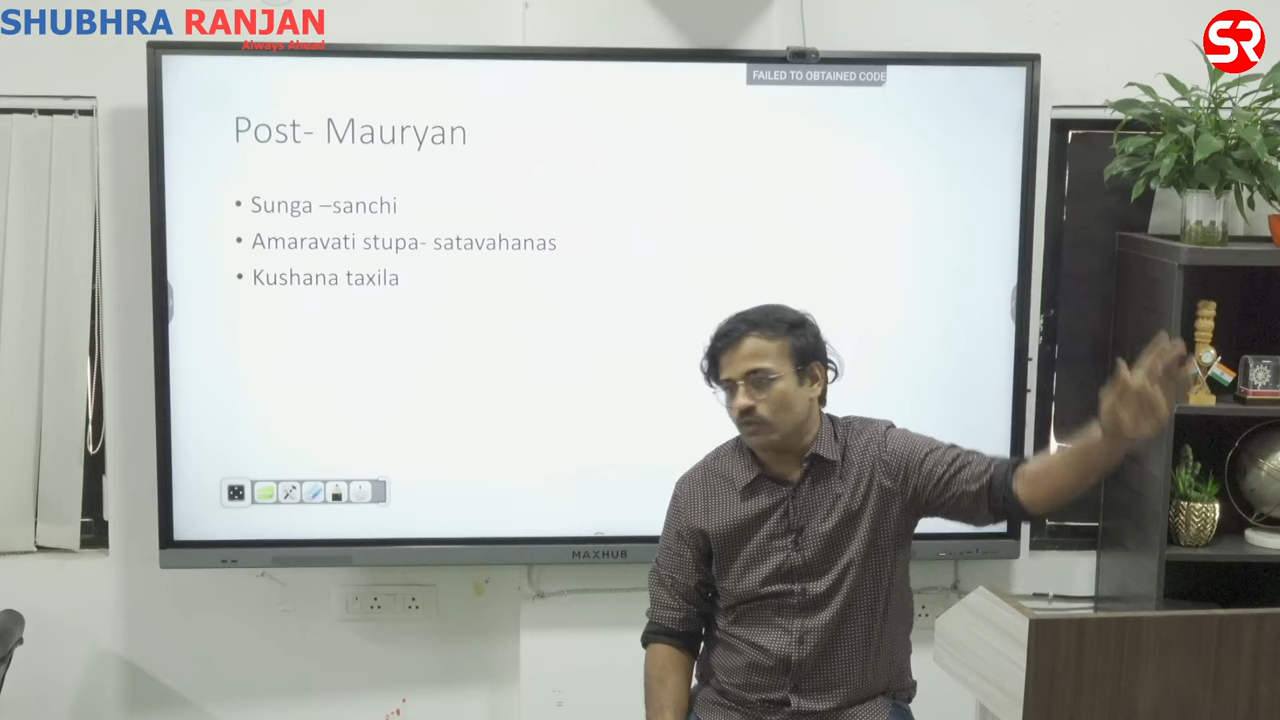 SHUBHRA RANJAN
Always Ahead
SR
FAILED TO OBTAINED CODE
Post- Mauryan
• Sunga –sanchi
• Amaravati stupa- satavahanas
• Kushana taxila
MAXHUB